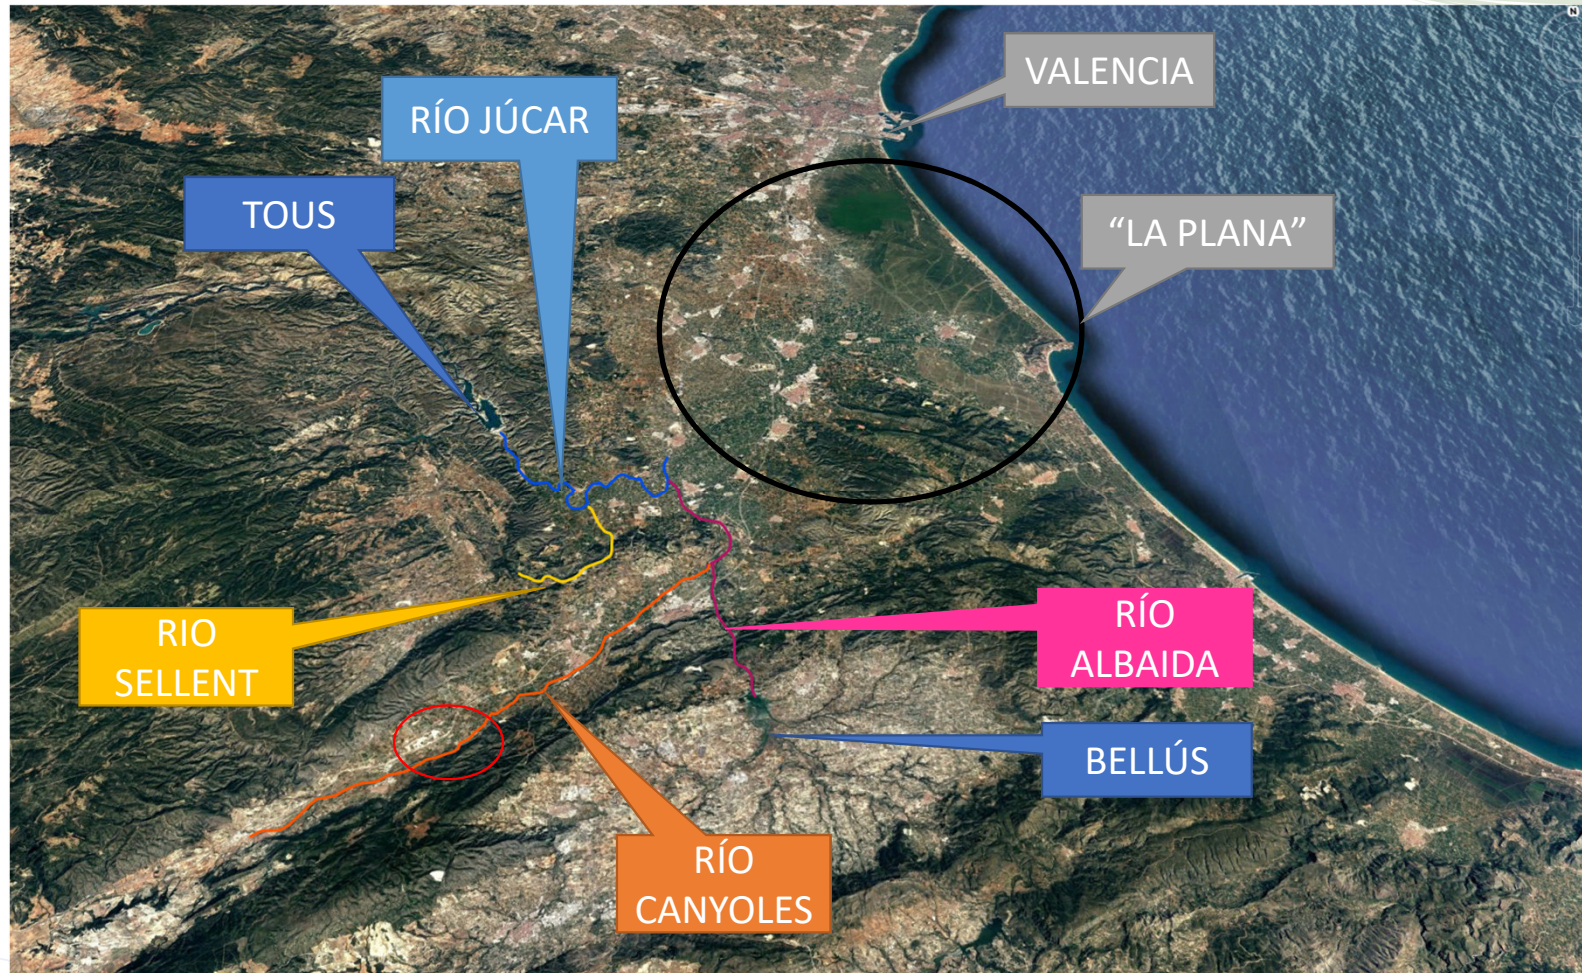 VALENCIA
RÍO JÚCAR
TOUS
“LA PLANA”
RIO
SELLENT
RÍO
ALBAIDA
BELLÚS
RÍO
CANYOLES
N